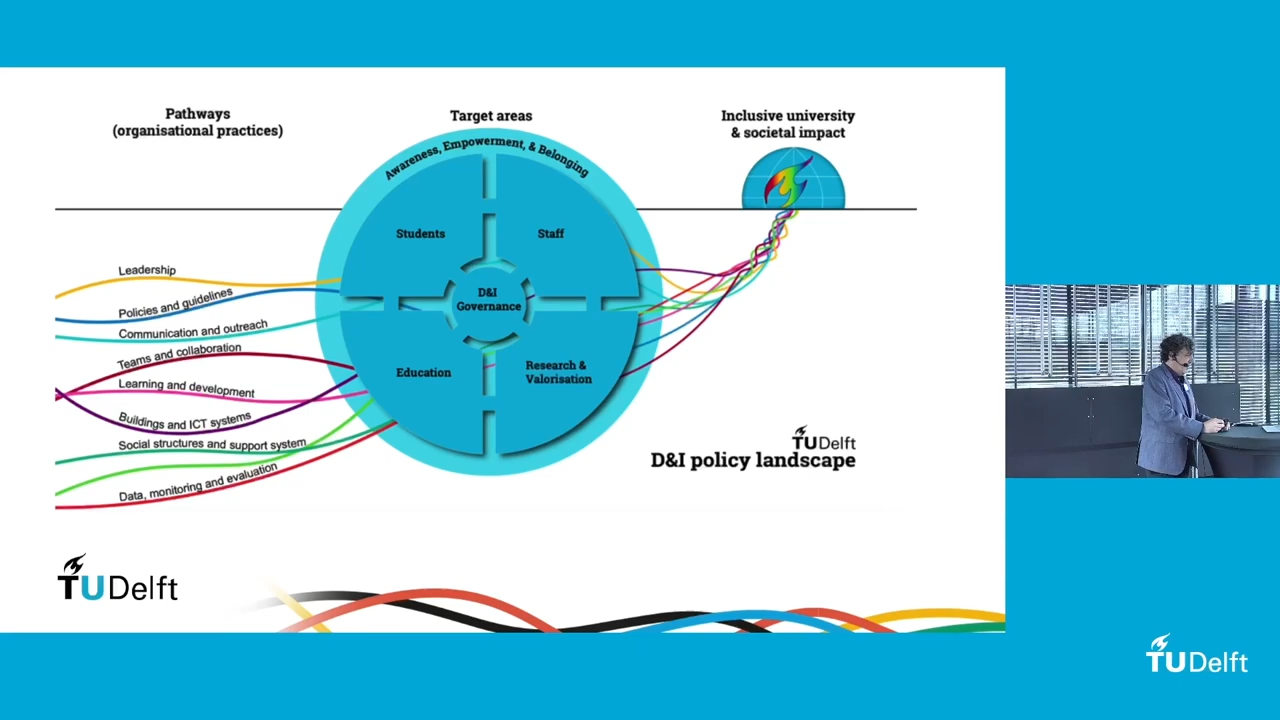 Pathways
(organisational practices)
Target areas
Inclusive university
& societal impact
Awareness, Empowerment, & Belonging
Students
Staff
D&I
Governance
Education
Research &
Valorisation
Leadership
Policies and guidelines
Communication and outreach
Teams and collaboration
Learning and development
Buildings and ICT systems
Social structures and support system
Data, monitoring and evaluation
TUDelft
D&I policy landscape
TUDelft
TUDelft